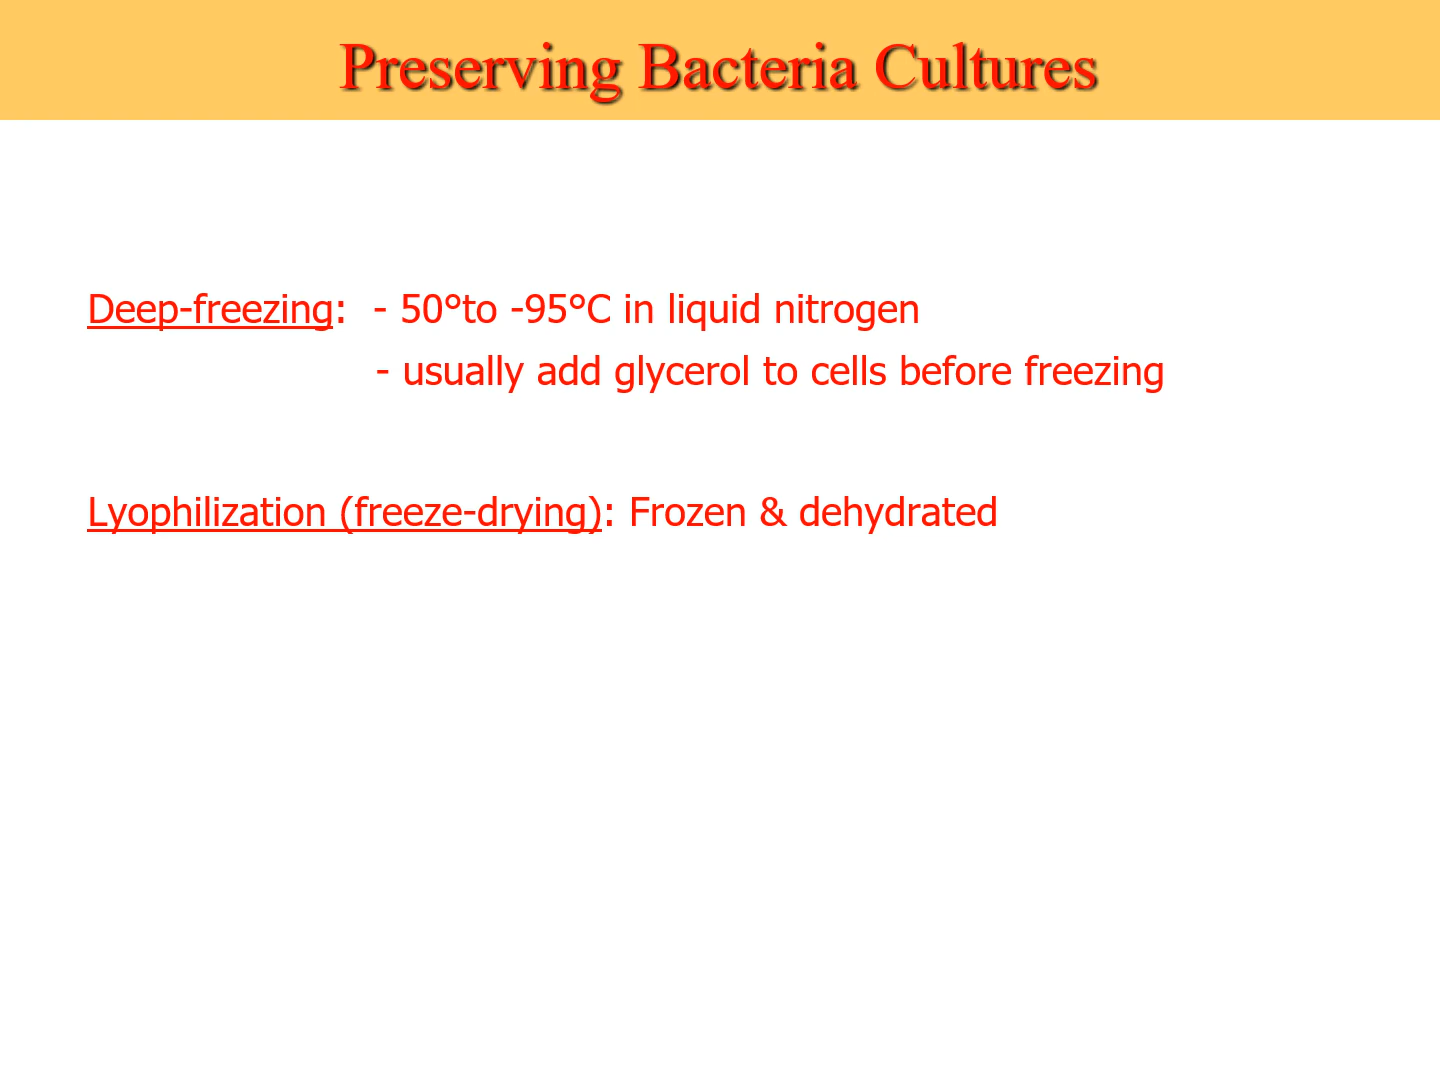 Preserving Bacteria Cultures
Deep-freezing: - 50°to -95°C in liquid nitrogen
- usually add glycerol to cells before freezing
Lyophilization (freeze-drying): Frozen & dehydrated